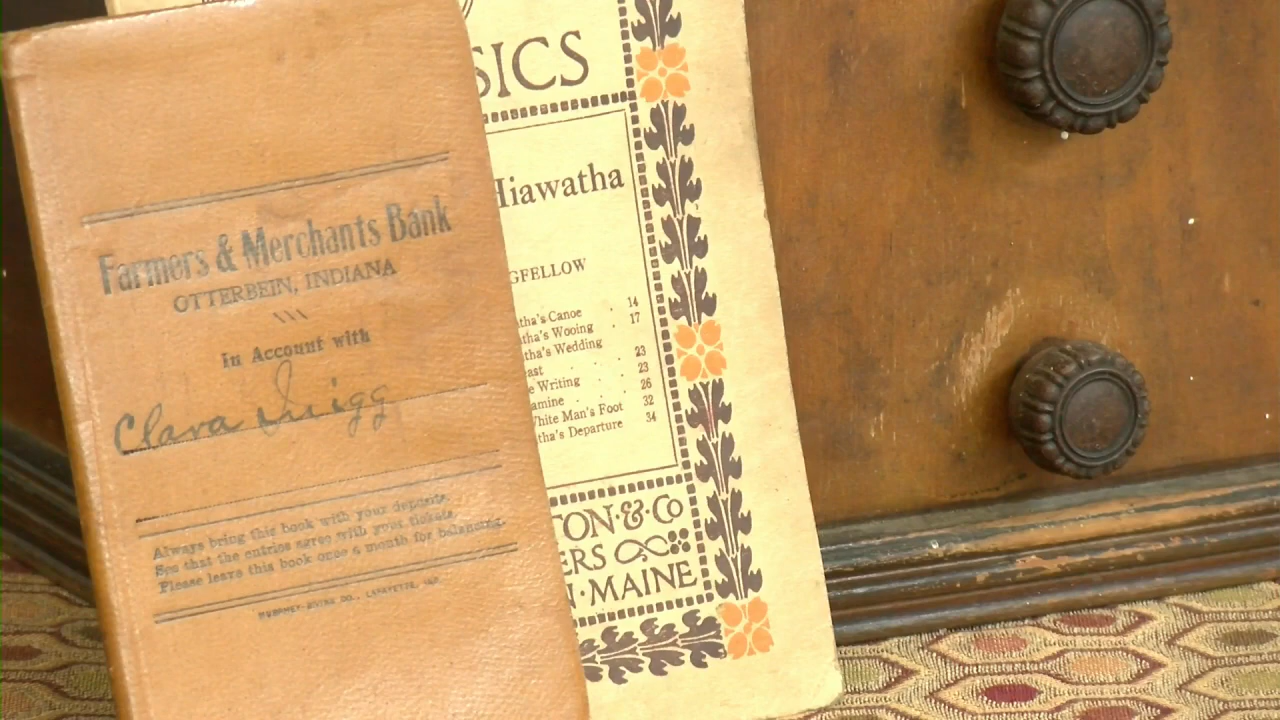 Farmers & Merchants Bank
OTTERBEIN, INDIANA
In Account with
Clara
Always bring this book with your deposits.
See that the entries agree with your tickets.
Please leave this book once a month for balancing.
LAFAYETTE, IND.
SICS
Hiawatha
GFELLOW
tha's Canoe 14
tha's Wooing 17
tha's Wedding
ast 23
e Writing 23
amine 26
White Man's Foot 32
tha's Departure 34
TON·&·Co
ERS
N·MAINE